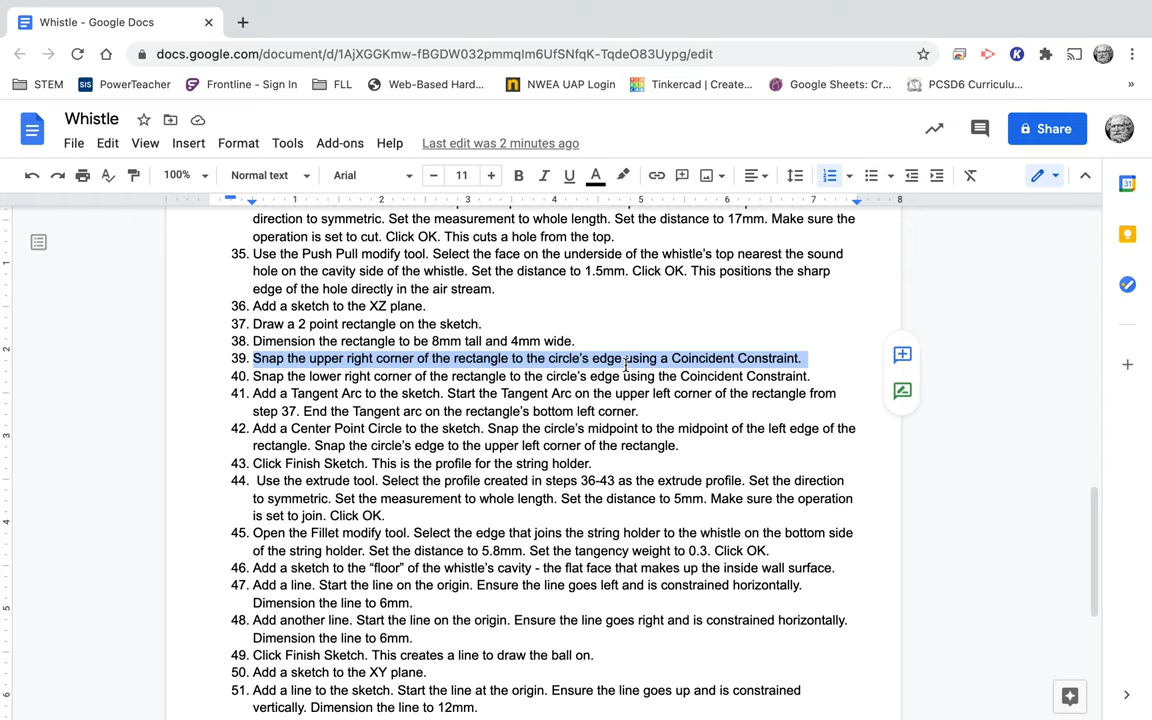 Whistle - Google Docs
docs.google.com/document/d/1AjXGGKmw-fBGDW032pmmqlm6UfSNfqK-TqdeO83Uypg/edit
STEM SIS PowerTeacher Frontline - Sign In FLL Web-Based Hard... NWEA UAP Login Tinkercad | Create... Google Sheets: Cr... PCSD6 Curriculu... »
Whistle
File Edit View Insert Format Tools Add-ons Help Last edit was 2 minutes ago
Share
100% Normal text Arial 11 B I U A
1 2 3 4 5 6 7 8
direction to symmetric. Set the measurement to whole length. Set the distance to 17mm. Make sure the
operation is set to cut. Click OK. This cuts a hole from the top.
35. Use the Push Pull modify tool. Select the face on the underside of the whistle's top nearest the sound
hole on the cavity side of the whistle. Set the distance to 1.5mm. Click OK. This positions the sharp
edge of the hole directly in the air stream.
36. Add a sketch to the XZ plane.
37. Draw a 2 point rectangle on the sketch.
38. Dimension the rectangle to be 8mm tall and 4mm wide.
39. Snap the upper right corner of the rectangle to the circle's edge using a Coincident Constraint.
40. Snap the lower right corner of the rectangle to the circle's edge using the Coincident Constraint.
41. Add a Tangent Arc to the sketch. Start the Tangent Arc on the upper left corner of the rectangle from
step 37. End the Tangent arc on the rectangle's bottom left corner.
42. Add a Center Point Circle to the sketch. Snap the circle's midpoint to the midpoint of the left edge of the
rectangle. Snap the circle's edge to the upper left corner of the rectangle.
43. Click Finish Sketch. This is the profile for the string holder.
44. Use the extrude tool. Select the profile created in steps 36-43 as the extrude profile. Set the direction
to symmetric. Set the measurement to whole length. Set the distance to 5mm. Make sure the operation
is set to join. Click OK.
45. Open the Fillet modify tool. Select the edge that joins the string holder to the whistle on the bottom side
of the string holder. Set the distance to 5.8mm. Set the tangency weight to 0.3. Click OK.
46. Add a sketch to the “floor” of the whistle's cavity - the flat face that makes up the inside wall surface.
47. Add a line. Start the line on the origin. Ensure the line goes left and is constrained horizontally.
Dimension the line to 6mm.
48. Add another line. Start the line on the origin. Ensure the line goes right and is constrained horizontally.
Dimension the line to 6mm.
49. Click Finish Sketch. This creates a line to draw the ball on.
50. Add a sketch to the XY plane.
51. Add a line to the sketch. Start the line at the origin. Ensure the line goes up and is constrained
vertically. Dimension the line to 12mm.